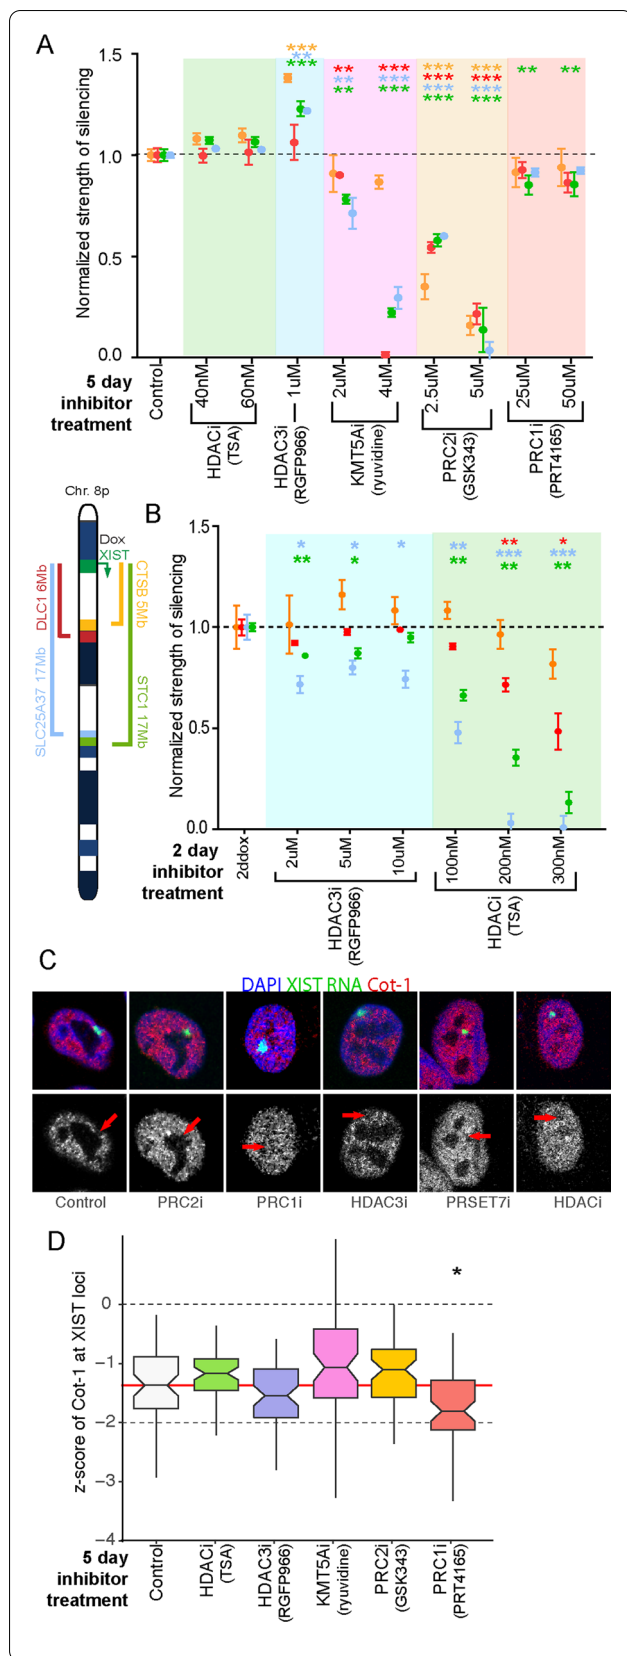 A
1.5
1.0
0.5
0.0
Normalized strength of silencing
*** ** *** *** **
** *** *** *** **
*** ** *** *** ***
** *** *** ***
5 day
inhibitor
treatment
Control
40nM
60nM
1uM
2uM
4uM
2.5uM
5uM
25uM
50uM
HDACi
(TSA)
HDAC3i
(RGFP966)
KMT5Ai
(ryuvidine)
PRC2i
(GSK343)
PRC1i
(PRT4165)
Chr. 8p
Dox
XIST
DLC1 6Mb
CTSB 5Mb
SLC25A37 17Mb
STC1 17Mb
B
1.5
1.0
0.5
0.0
Normalized strength of silencing
* * * ** ** *
** * ** *** ***
** **
2 day
inhibitor
treatment
2ddox
2uM
5uM
10uM
100nM
200nM
300nM
HDAC3i
(RGFP966)
HDACi
(TSA)
C
DAPI XIST RNA Cot-1
Control
PRC2i
PRC1i
HDAC3i
PRSET7i
HDACi
D
z-score of Cot-1 at XIST loci
0
−1
−2
−3
−4
*
5 day
inhibitor
treatment
Control
HDACi
(TSA)
HDAC3i
(RGFP966)
KMT5Ai
(ryuvidine)
PRC2i
(GSK343)
PRC1i
(PRT4165)